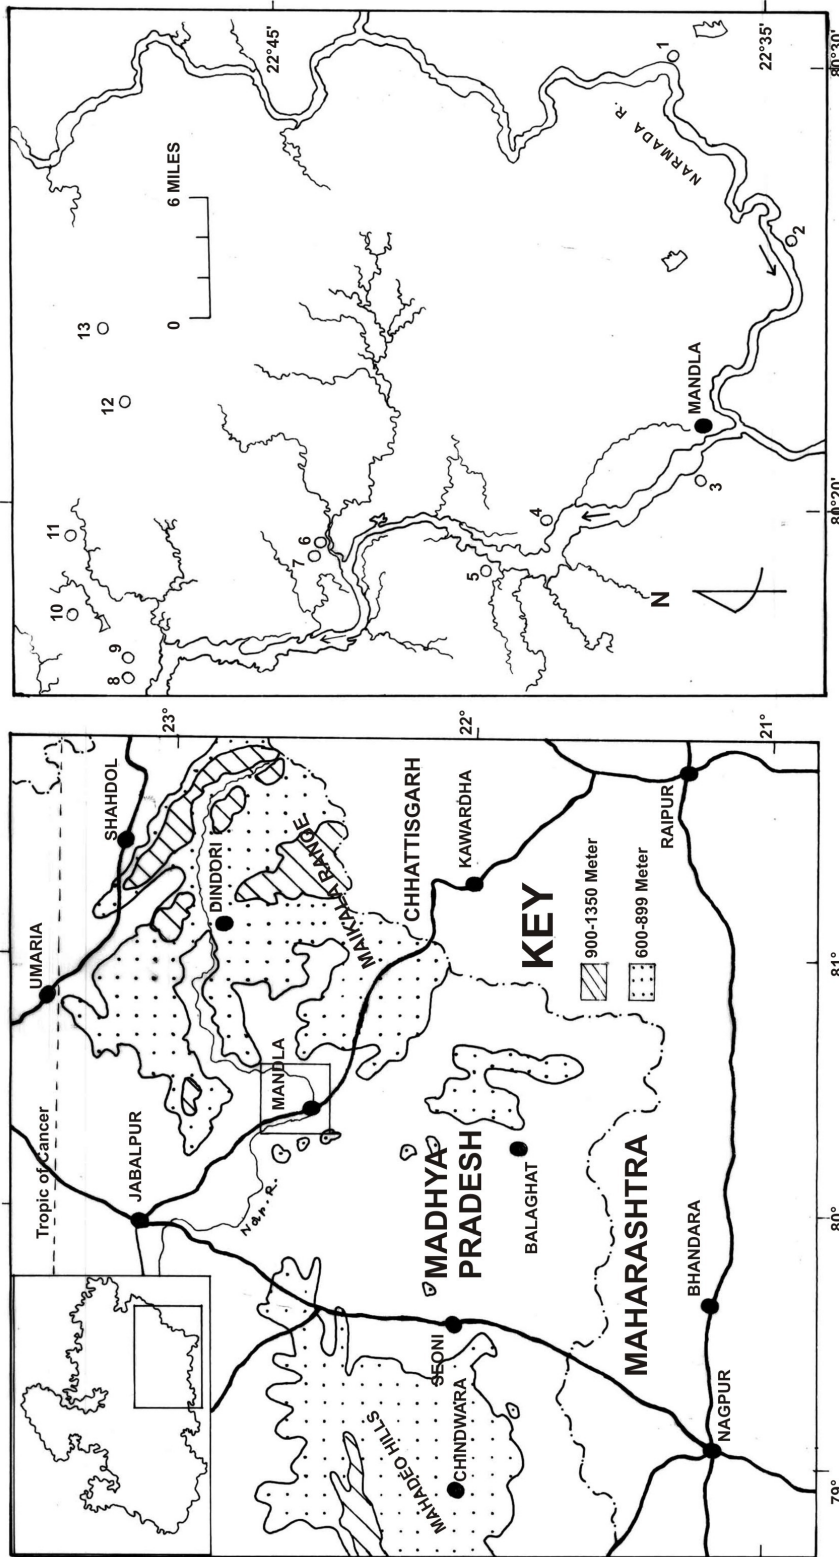 Tropic of Cancer
UMARIA
SHAHDOL
23°
JABALPUR
DINDORI
MANDLA
MAIKALA RANGE
Nar. R.
MADHYA
PRADESH
CHHATTISGARH
KAWARDHA
22°
SEONI
MAHADEO HILLS
CHINDWARA
BALAGHAT
KEY
900-1350 Meter
600-899 Meter
MAHARASHTRA
BHANDARA
NAGPUR
RAIPUR
21°
79°
80°
81°
8
9
10
11
12
13
0
6 MILES
22°45'
7
6
5
4
3
N
MANDLA
NARMADA R.
2
1
22°35'
80°20'
80°30'